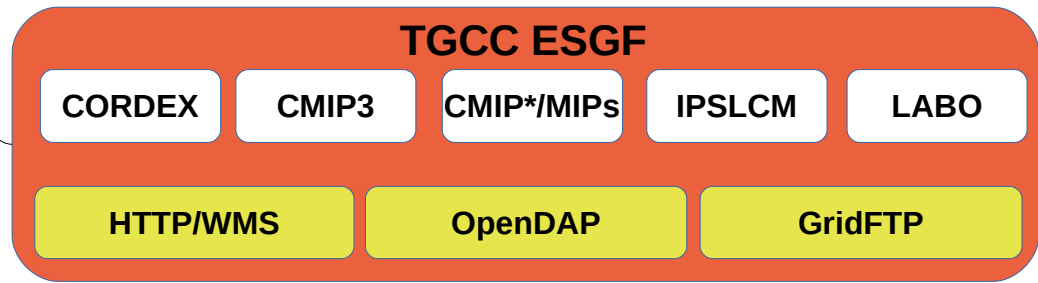 TGCC ESGF
CORDEX CMIP3 CMIP*/MIPs IPSLCM LABO
HTTP/WMS OpenDAP GridFTP